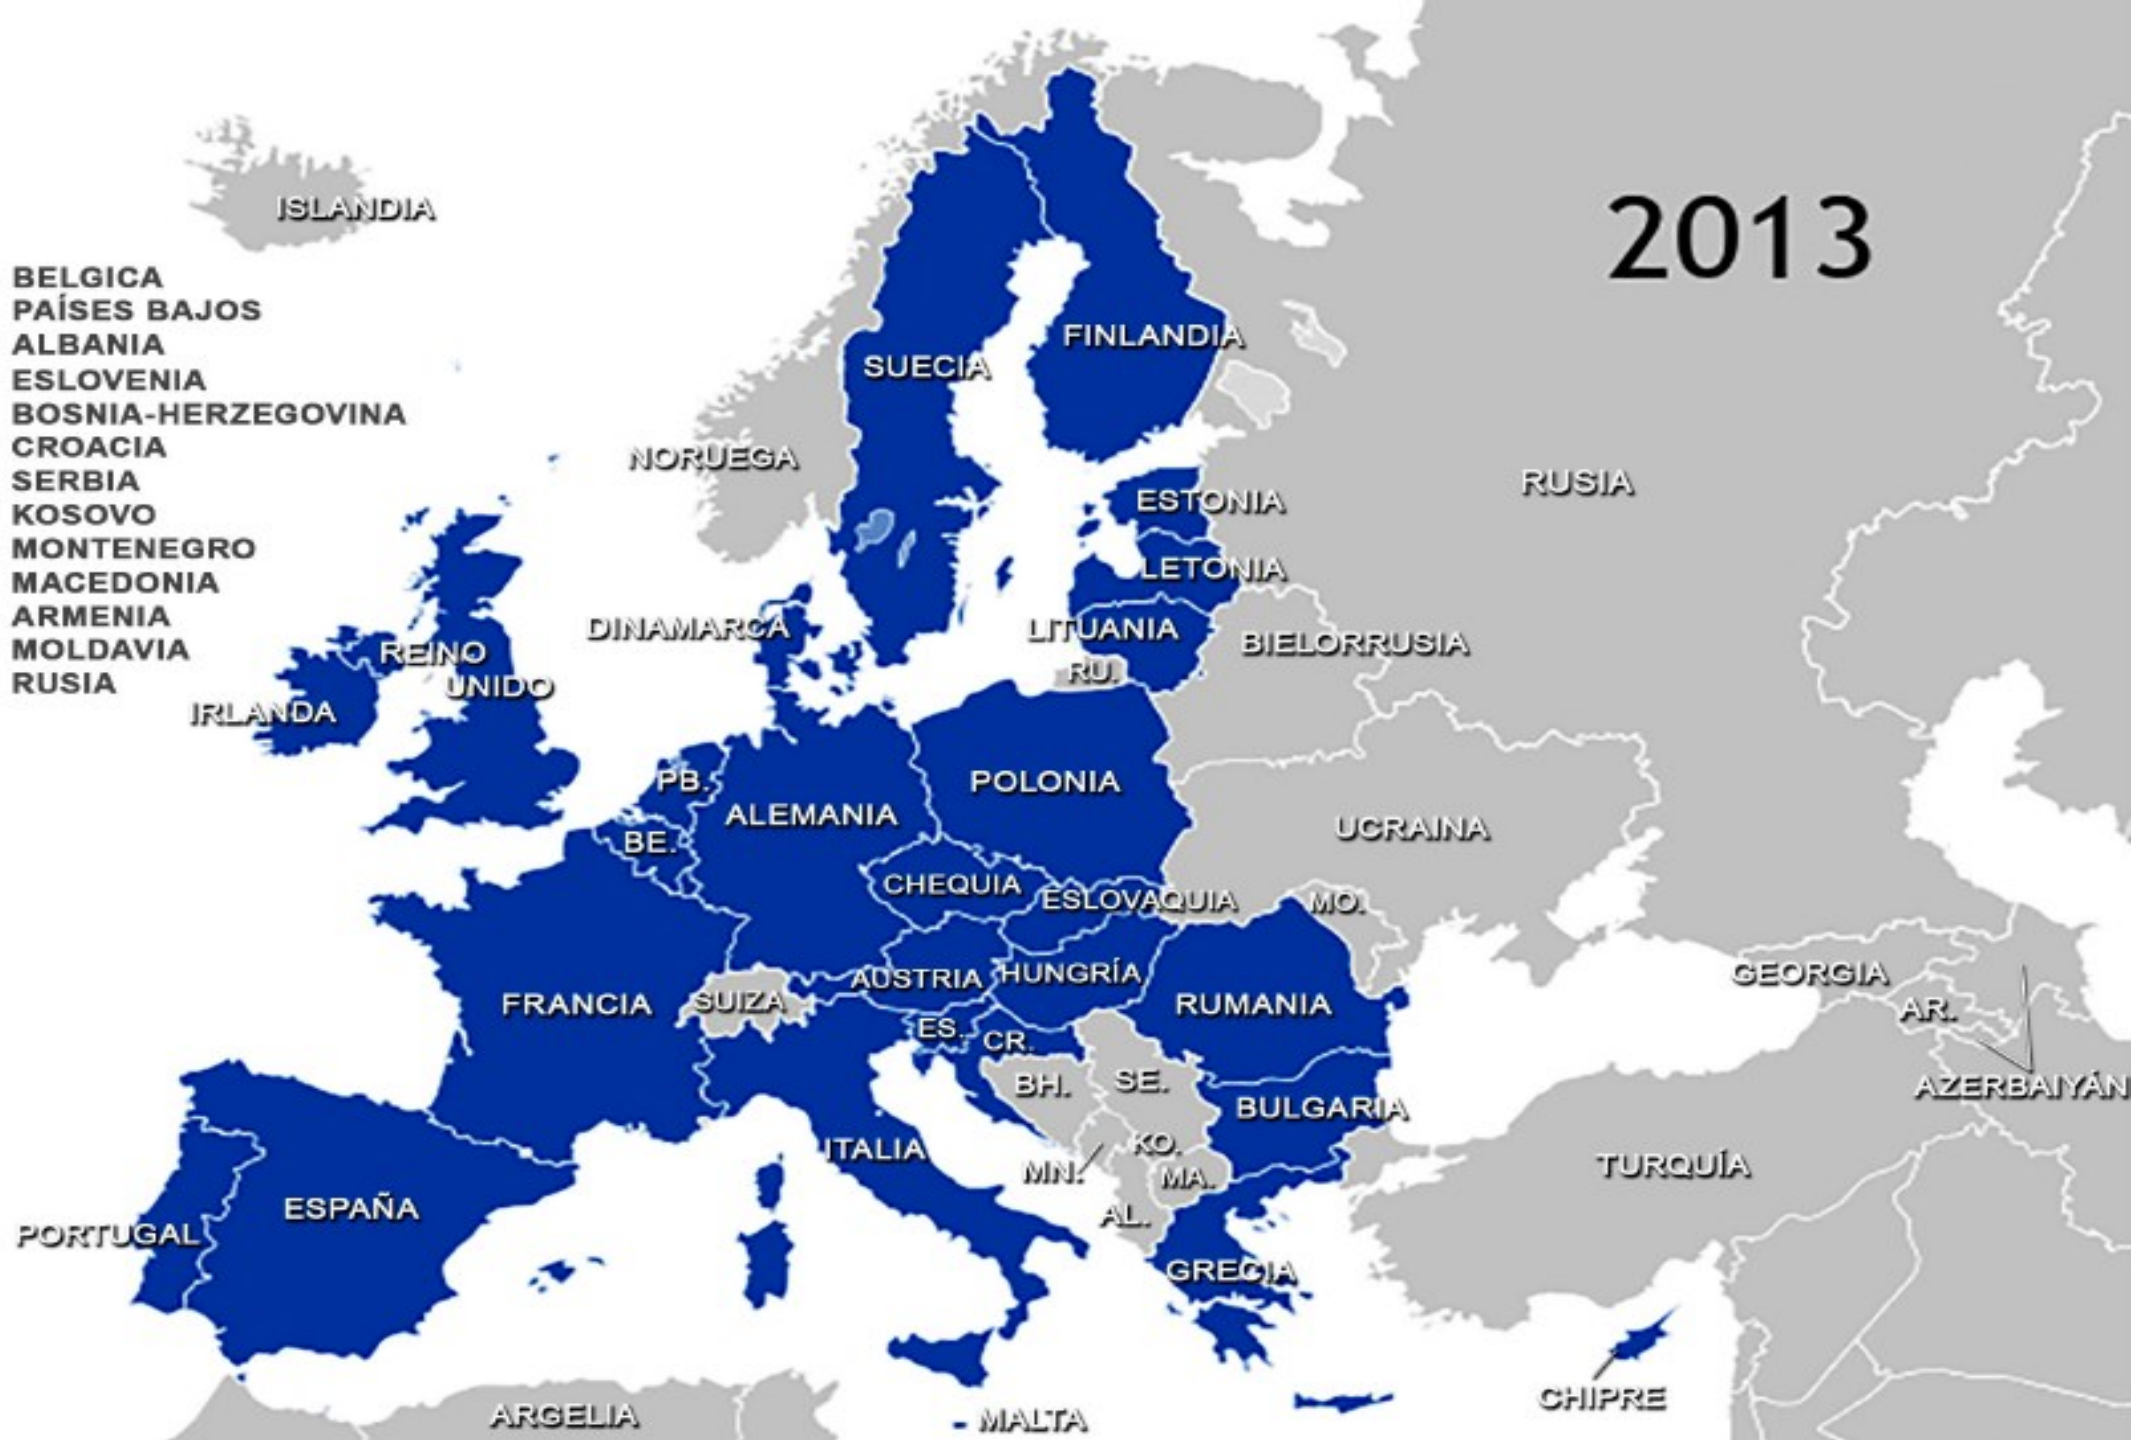 2013
ISLANDIA
BELGICA
PAÍSES BAJOS
ALBANIA
ESLOVENIA
BOSNIA-HERZEGOVINA
CROACIA
SERBIA
KOSOVO
MONTENEGRO
MACEDONIA
ARMENIA
MOLDAVIA
RUSIA
FINLANDIA
SUECIA
NORUEGA
RUSIA
ESTONIA
LETONIA
DINAMARCA
LITUANIA
BIELORRUSIA
RU.
REINO
UNIDO
IRLANDA
PB.
POLONIA
ALEMANIA
UCRAINA
BE.
CHEQUIA
ESLOVAQUIA
MO.
AUSTRIA
HUNGRÍA
GEORGIA
FRANCIA
SUIZA
RUMANIA
AR.
ES.
CR.
BH.
SE.
AZERBAIYÁN
BULGARIA
ITALIA
KO.
MN.
MA.
TURQUÍA
ESPAÑA
AL.
PORTUGAL
GRECIA
CHIPRE
ARGELIA
MALTA